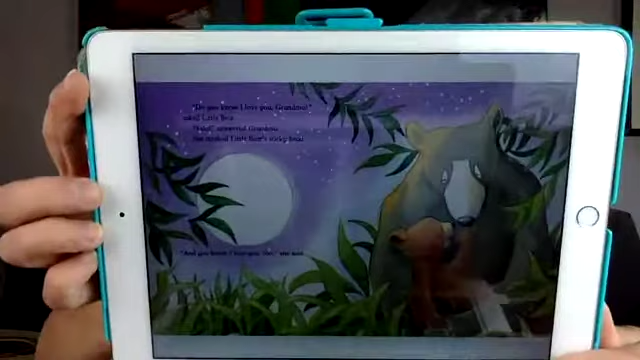 "Do you know I love you, Grandma?"
asked Little Bear.
answered Grandma.
she stroked Little Bear's sticky head.
"And you know I love you, too," she said.